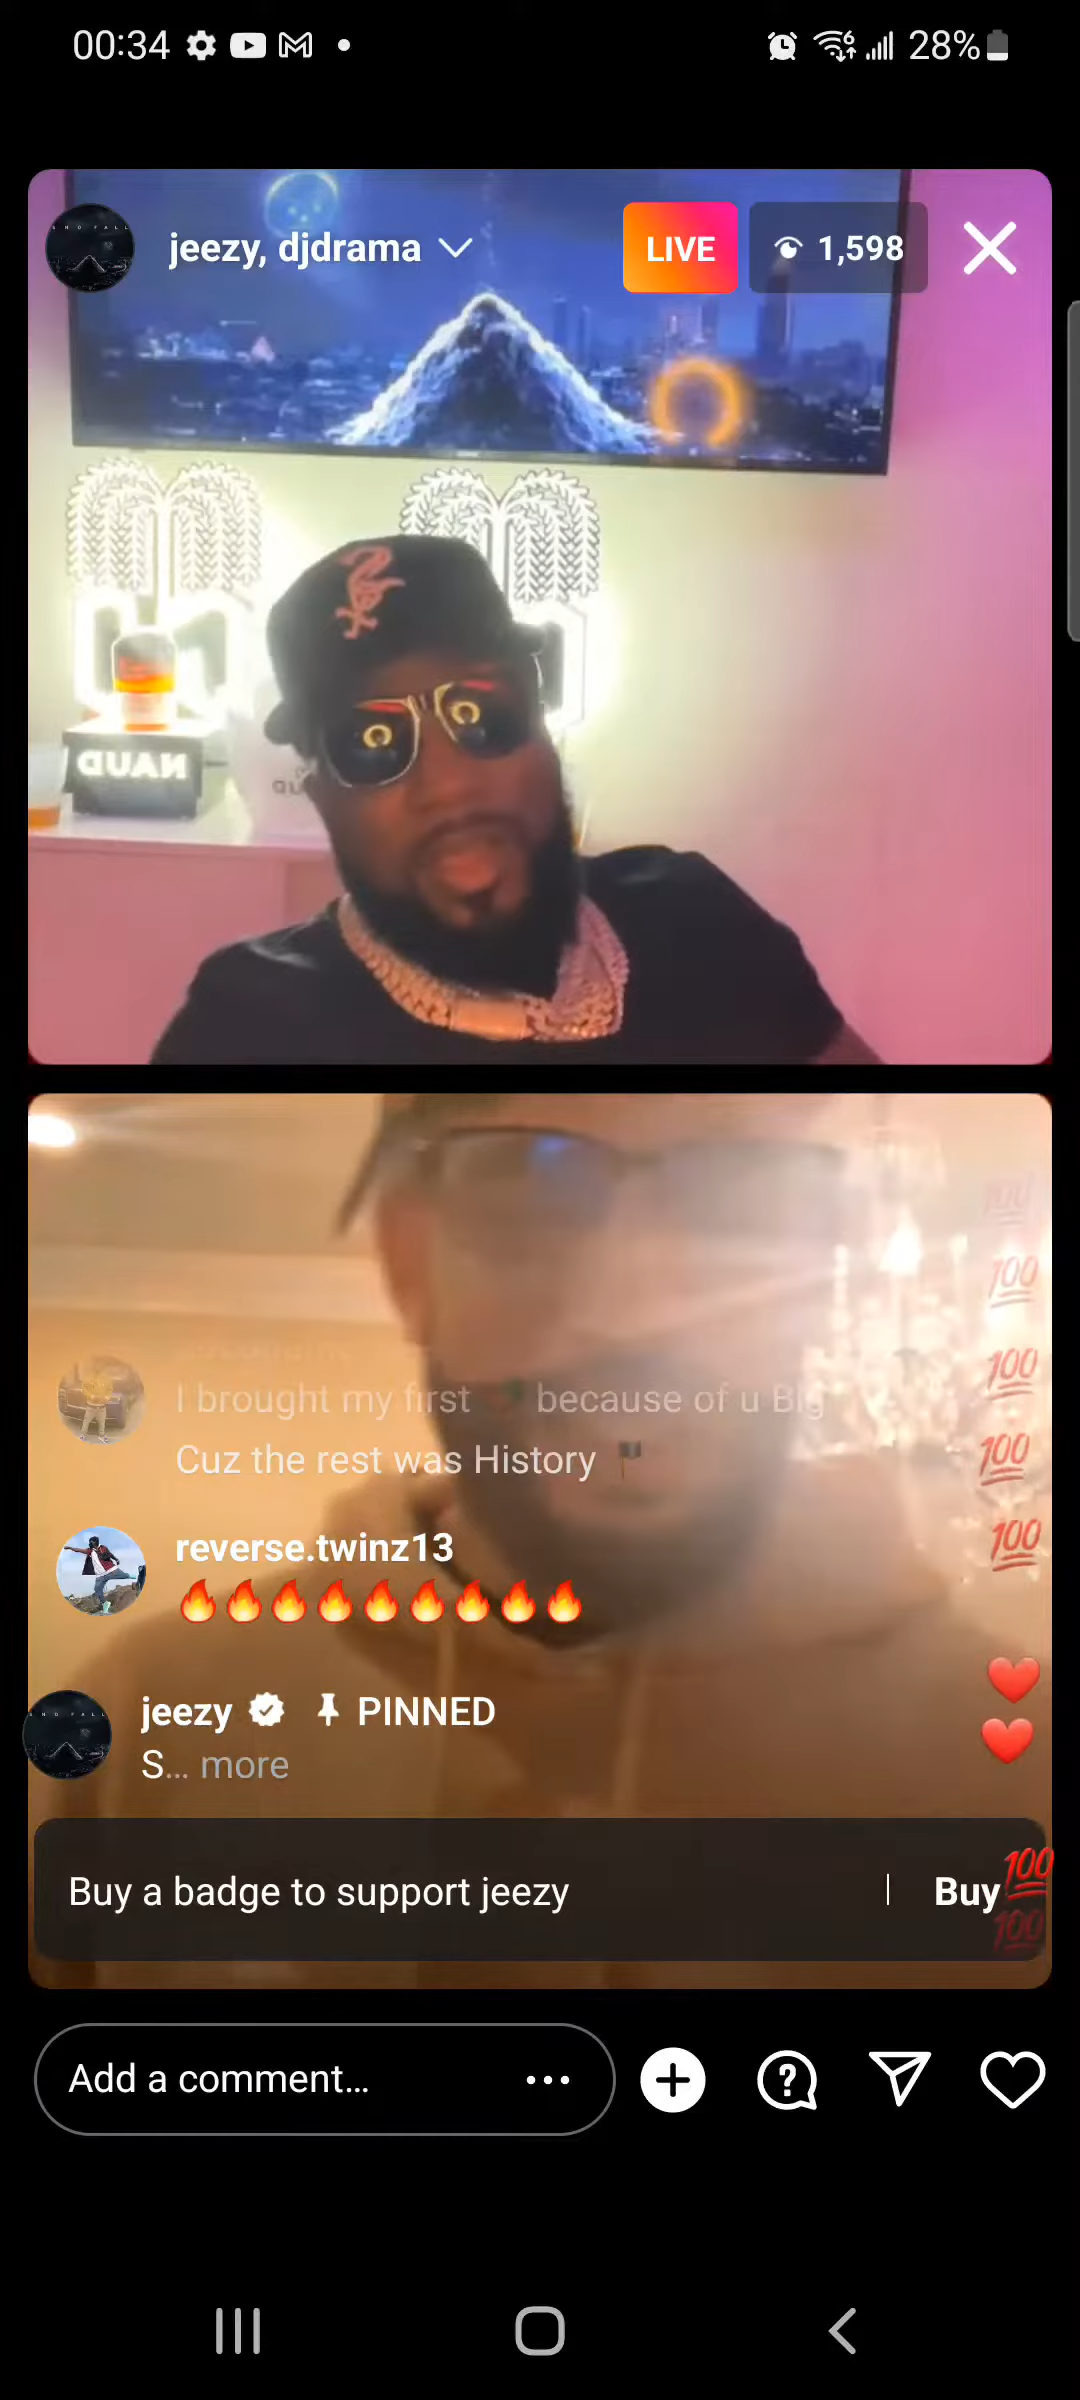 00:34
28%
jeezy, djdrama
LIVE
1,598
NAUD
I brought my first because of u Big
Cuz the rest was History
reverse.twinz13
🔥🔥🔥🔥🔥🔥🔥🔥🔥
jeezy PINNED
S... more
Buy a badge to support jeezy | Buy
Add a comment...